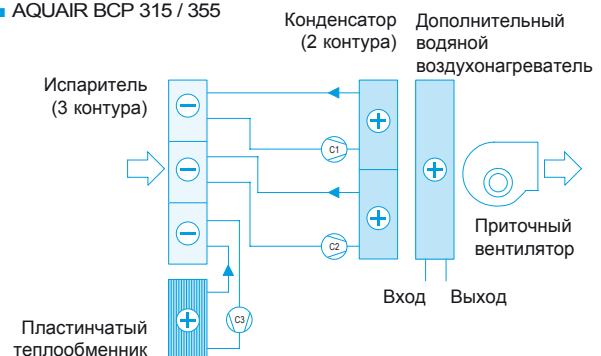 AQUAIR BCP 315 / 355
Конденсатор
(2 контура)
Дополнительный
водяной
воздухонагреватель
Испаритель
(3 контура)
C1
C2
C3
Приточный
вентилятор
Вход
Выход
Пластинчатый
теплообменник